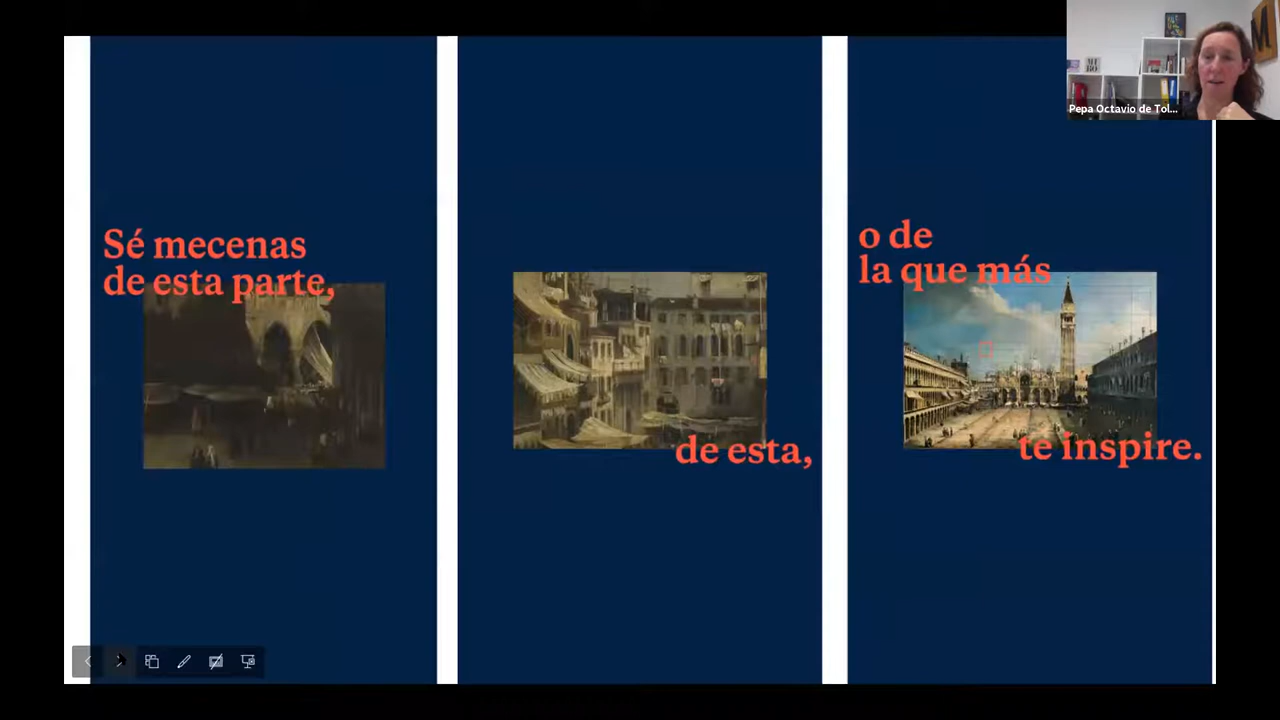 Sé mecenas
de esta parte,
de esta,
o de
la que más
te inspire.
Pepa Octavio de Tol...
M